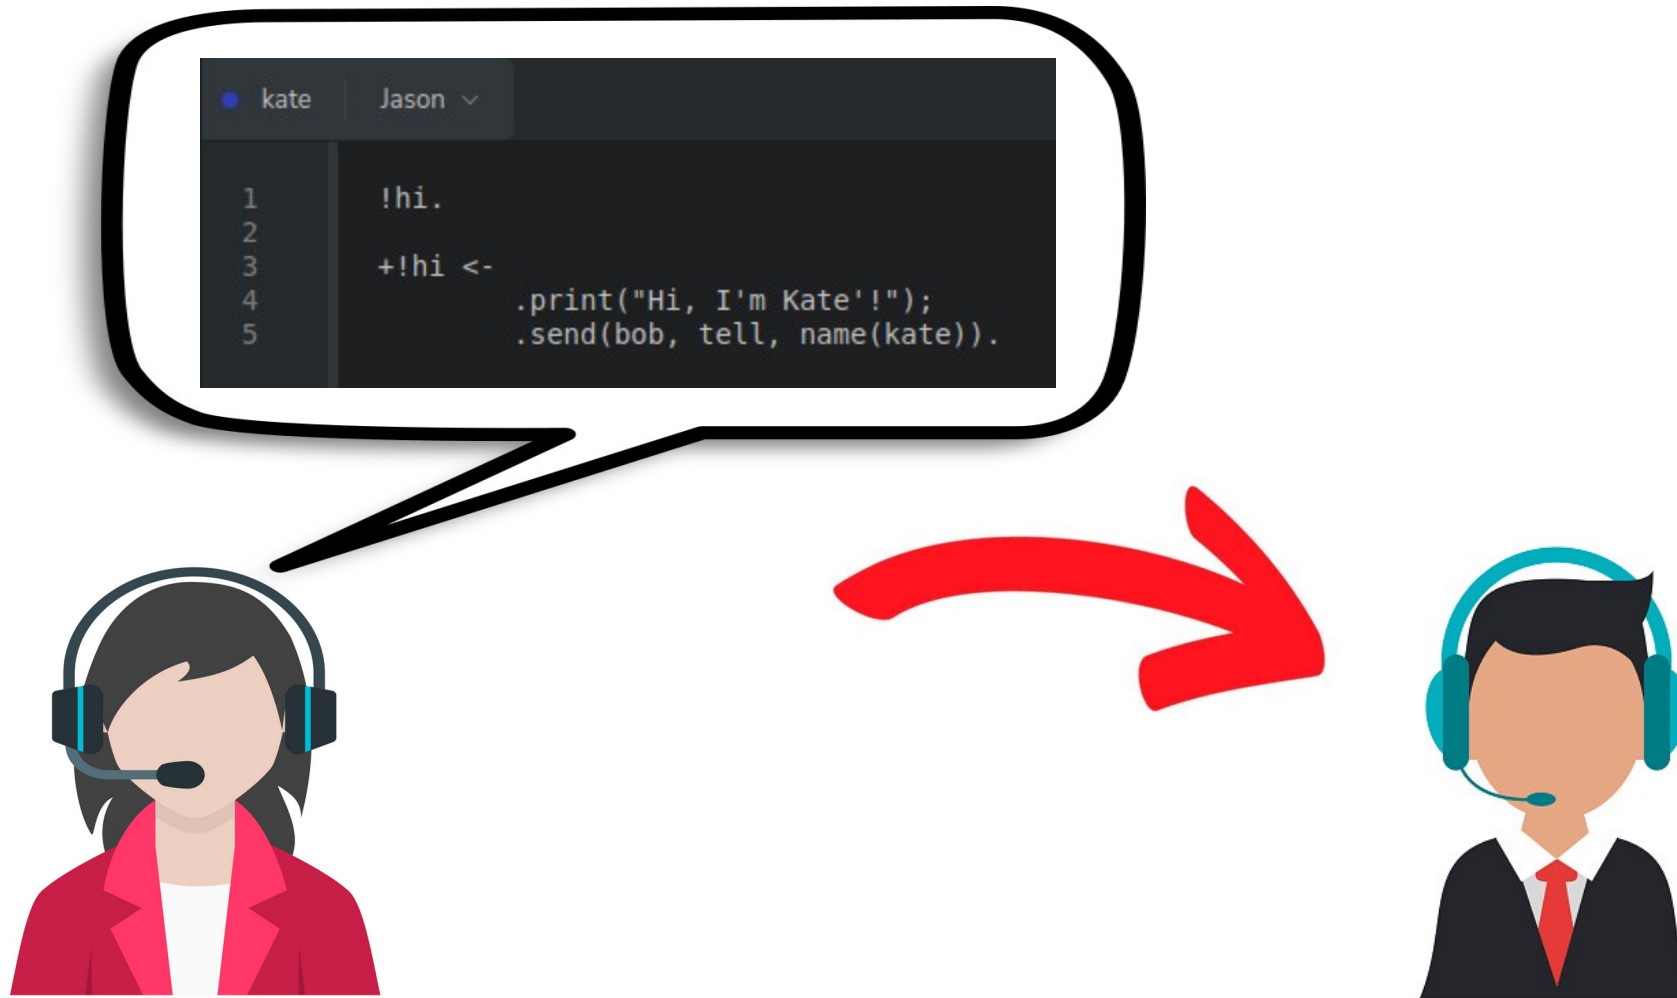 kate Jason
1 !hi.
2
3 +!hi <-
4 .print("Hi, I'm Kate'!");
5 .send(bob, tell, name(kate)).